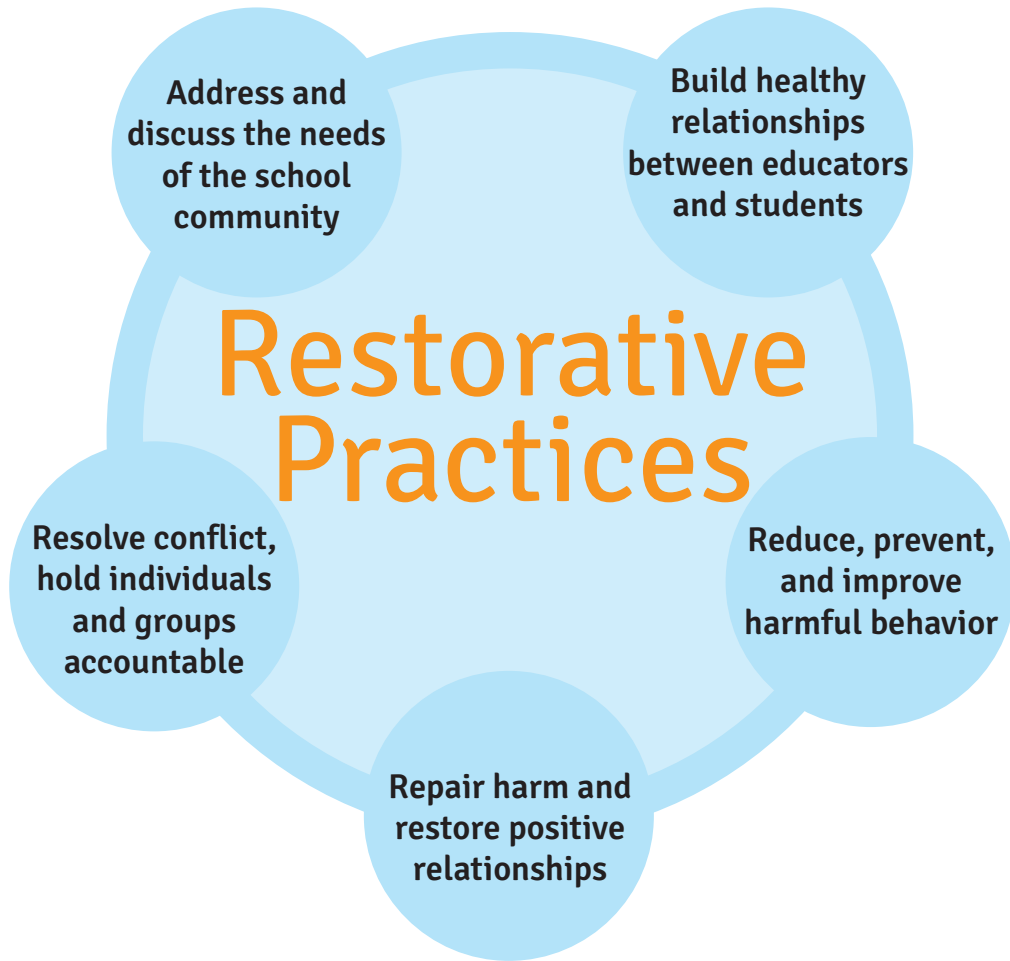 Address and
discuss the needs
of the school
community
Build healthy
relationships
between educators
and students
Restorative
Practices
Resolve conflict,
hold individuals
and groups
accountable
Reduce, prevent,
and improve
harmful behavior
Repair harm and
restore positive
relationships